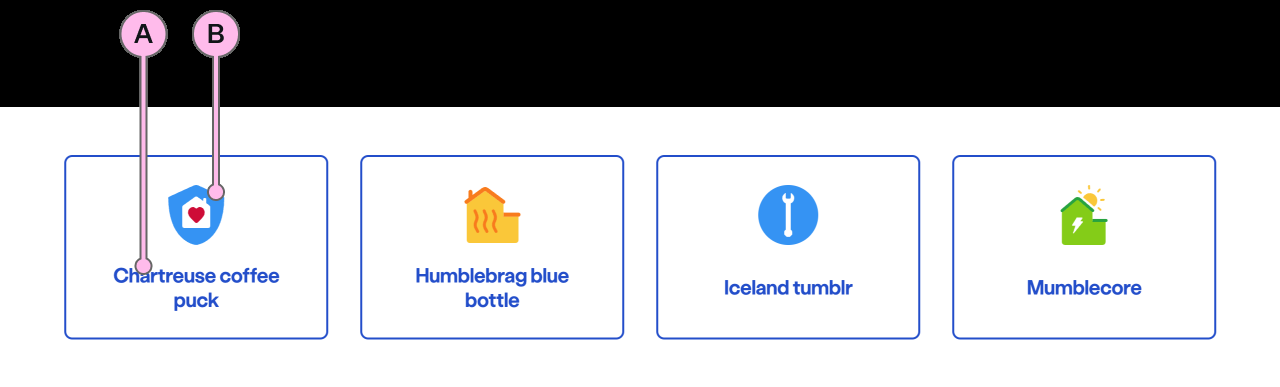 A B
Chartreuse coffee
puck
Humblebrag blue
bottle
Iceland tumblr
Mumblecore